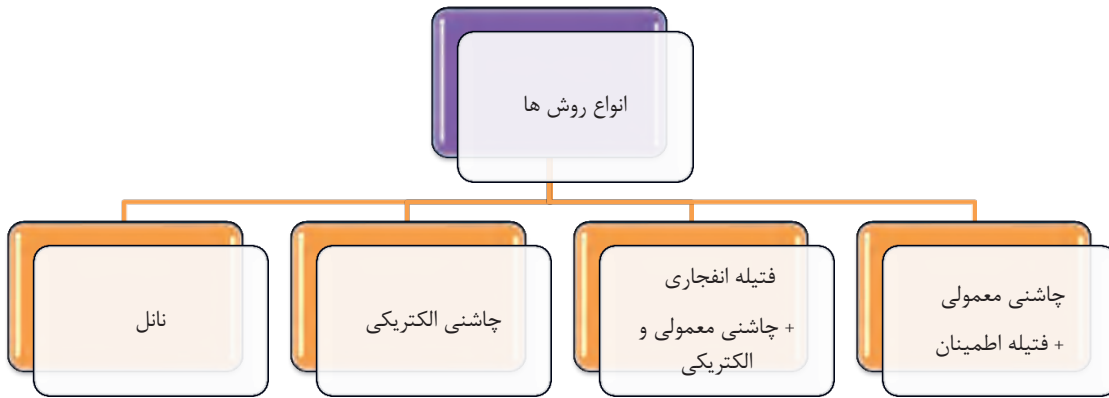 انواع روش ها
چاشنی معمولی
+ فتیله اطمینان
فتیله انفجاری
+ چاشنی معمولی و
الکتریکی
چاشنی الکتریکی
نانل